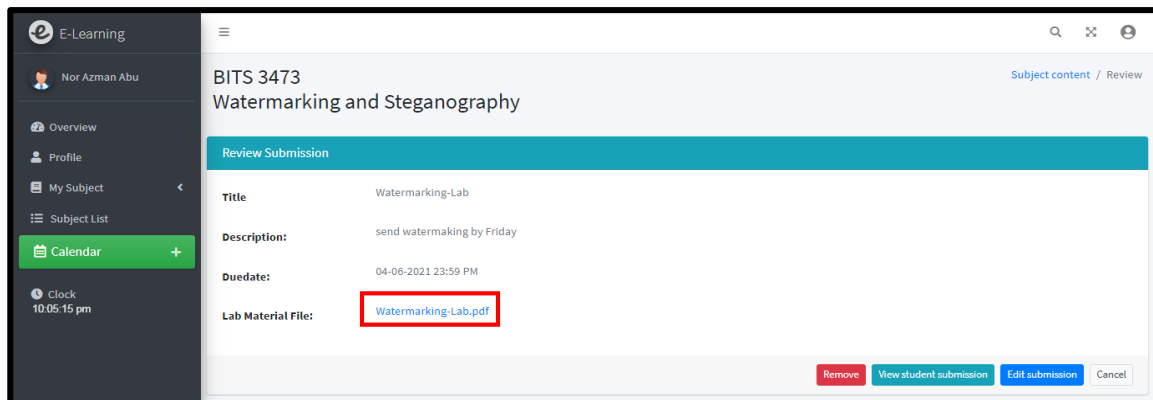 E-Learning
Nor Azman Abu
Overview
Profile
My Subject
Subject List
Calendar +
Clock
10:05:15 pm
BITS 3473
Watermarking and Steganography
Subject content / Review
Review Submission
Title Watermarking-Lab
Description: send watermaking by Friday
Duedate: 04-06-2021 23:59 PM
Lab Material File: Watermarking-Lab.pdf
Remove View student submission Edit submission Cancel